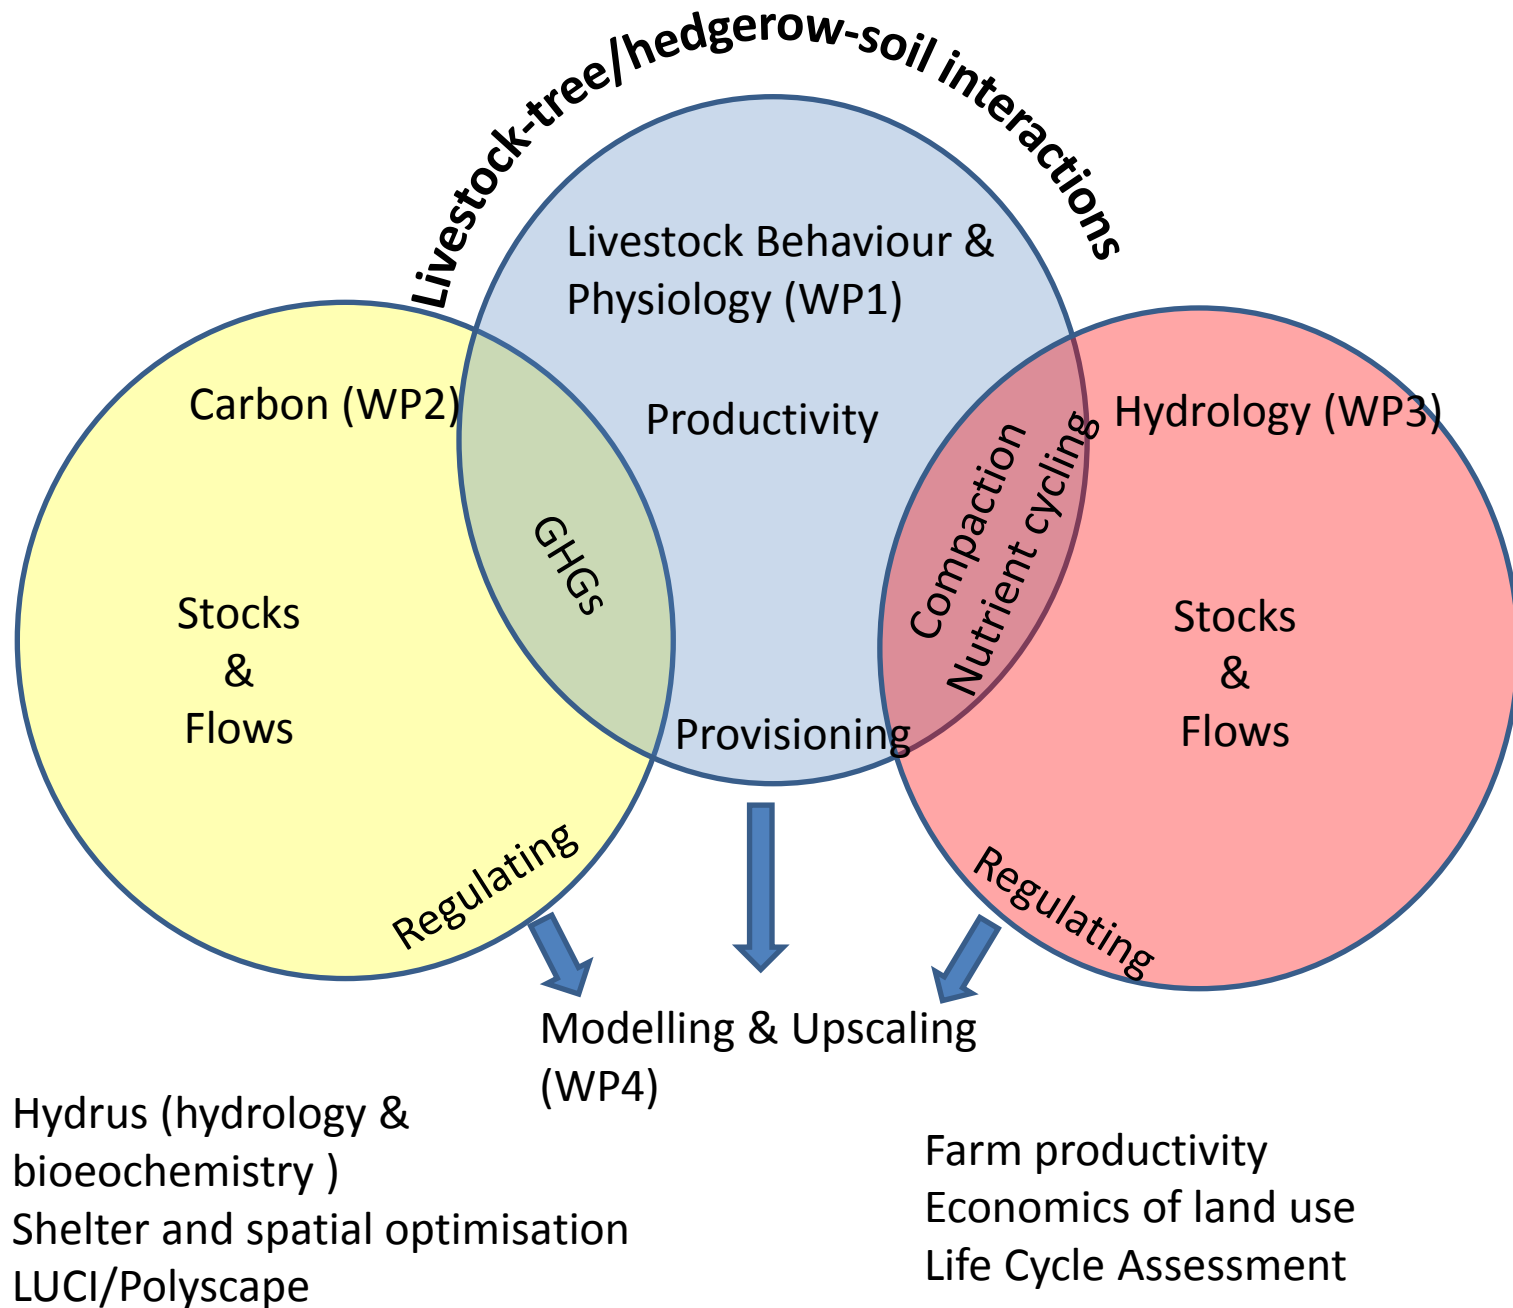 Livestock-tree/hedgerow-soil interactions
Livestock Behaviour &
Physiology (WP1)
Productivity
Provisioning
Carbon (WP2)
Stocks
&
Flows
Regulating
GHGs
Compaction
Nutrient cycling
Hydrology (WP3)
Stocks
&
Flows
Regulating
Modelling & Upscaling
(WP4)
Hydrus (hydrology &
bioeochemistry )
Shelter and spatial optimisation
LUCI/Polyscape
Farm productivity
Economics of land use
Life Cycle Assessment